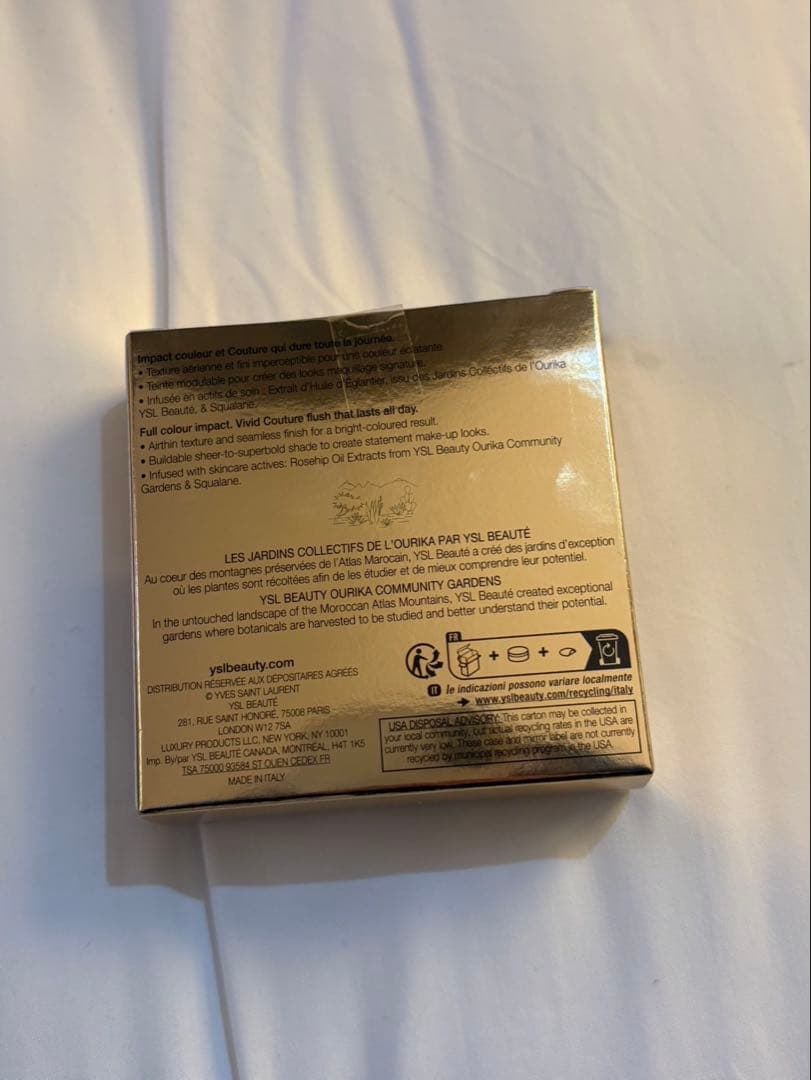 Impact couleur et Couture qui dure toute la journée.
• Texture aérienne et fini imperceptible pour une couleur éclatante.
• Teinte modulable pour créer des looks maquillage signature.
• Infusée en actifs de soin : Extrait d'Huile d'Églantier, issu des Jardins Collectifs de l'Ourika
YSL Beauté, & Squalane.
Full colour impact. Vivid Couture flush that lasts all day.
• Airthin texture and seamless finish for a bright-coloured result.
• Buildable sheer-to-superbold shade to create statement make-up looks.
• Infused with skincare actives: Rosehip Oil Extracts from YSL Beauty Ourika Community
Gardens & Squalane.
LES JARDINS COLLECTIFS DE L'OURIKA PAR YSL BEAUTÉ
Au coeur des montagnes préservées de l'Atlas Marocain, YSL Beauté a créé des jardins d'exception
où les plantes sont récoltées afin de les étudier et de mieux comprendre leur potentiel.
YSL BEAUTY OURIKA COMMUNITY GARDENS
In the untouched landscape of the Moroccan Atlas Mountains, YSL Beauté created exceptional
gardens where botanicals are harvested to be studied and better understand their potential.
yslbeauty.com
DISTRIBUTION RÉSERVÉE AUX DÉPOSITAIRES AGRÉÉS
© YVES SAINT LAURENT
YSL BEAUTÉ
281, RUE SAINT HONORÉ, 75008 PARIS
LONDON W12 7SA
LUXURY PRODUCTS LLC, NEW YORK, NY 10001
Imp. By/par YSL BEAUTÉ CANADA, MONTRÉAL, H4T 1K5
TSA 75000 93584 ST OUEN CEDEX FR
MADE IN ITALY
FR
+ +
IT le indicazioni possono variare localmente
www.yslbeauty.com/recycling/italy
USA DISPOSAL ADVISORY: This carton may be collected in
your local community, but actual recycling rates in the USA are
currently very low. These case and mirror label are not currently
recycled by municipal recycling program in the USA.